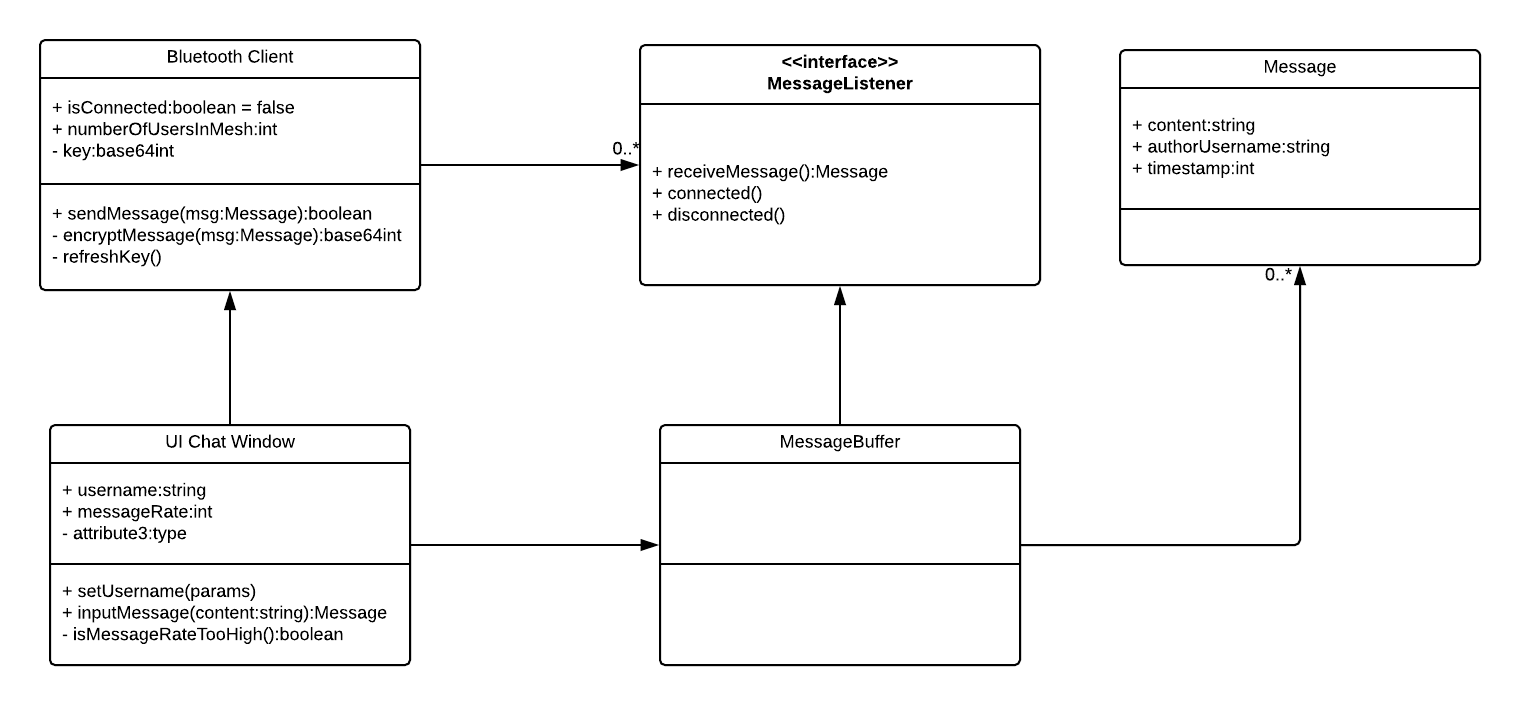 Bluetooth Client
+ isConnected:boolean = false
+ numberOfUsersInMesh:int
- key:base64int
+ sendMessage(msg:Message):boolean
- encryptMessage(msg:Message):base64int
- refreshKey()
0..*
<<interface>>
MessageListener
+ receiveMessage():Message
+ connected()
+ disconnected()
Message
+ content:string
+ authorUsername:string
+ timestamp:int
0..*
UI Chat Window
+ username:string
+ messageRate:int
- attribute3:type
+ setUsername(params)
+ inputMessage(content:string):Message
- isMessageRateTooHigh():boolean
MessageBuffer